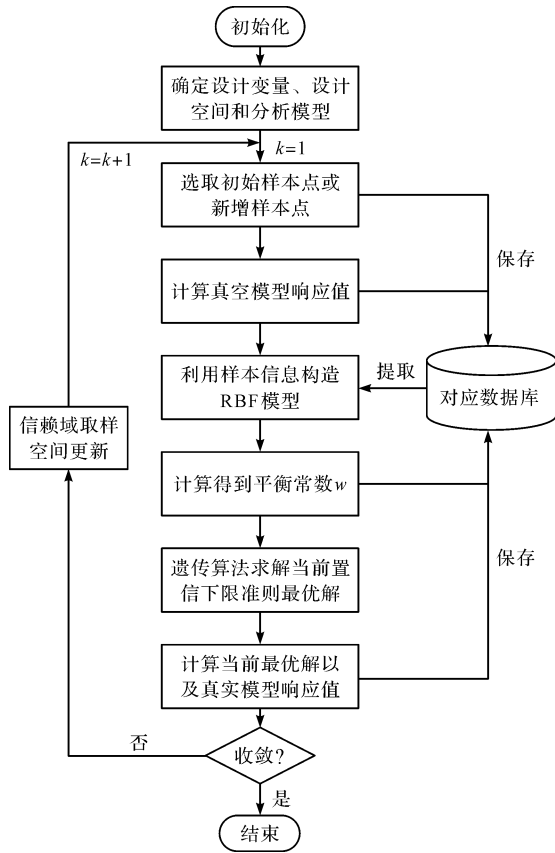 初始化
确定设计变量、设计
空间和分析模型
k=k+1
k=1
选取初始样本点或
新增样本点
保存
计算真空模型响应值
利用样本信息构造
RBF模型
提取
对应数据库
信赖域取样
空间更新
计算得到平衡常数w
保存
遗传算法求解当前置
信下限准则最优解
计算当前最优解以
及真实模型响应值
否
收敛?
是
结束